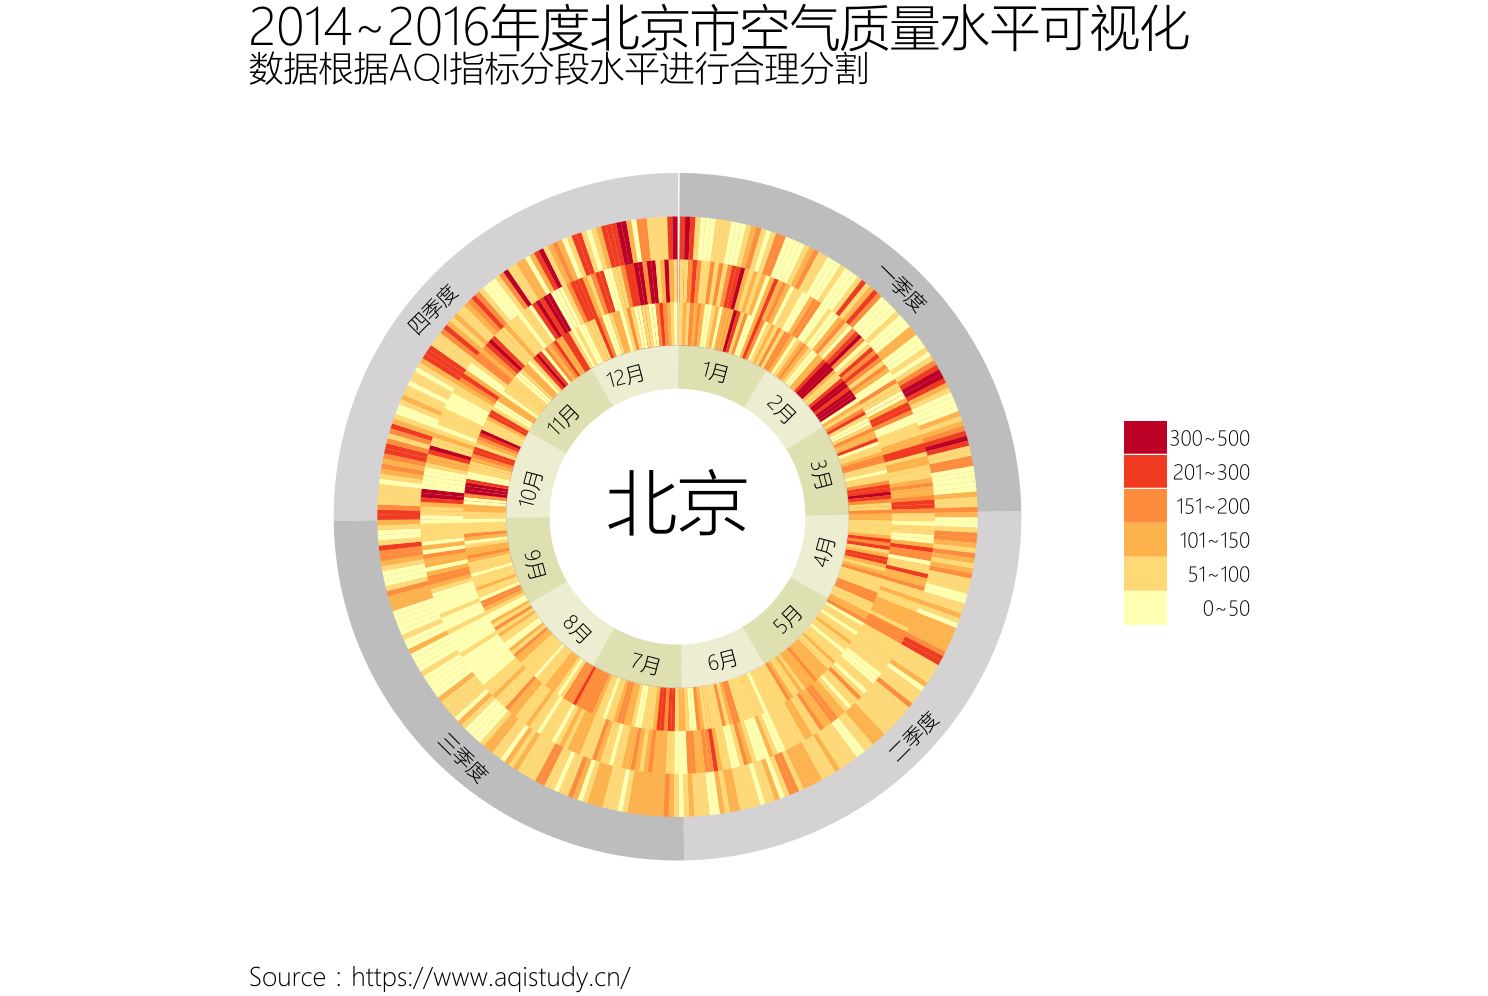 2014~2016年度北京市空气质量水平可视化
数据根据AQI指标分段水平进行合理分割
一季度
二季度
三季度
四季度
1月
2月
3月
4月
5月
6月
7月
8月
9月
10月
11月
12月
北京
300~500
201~300
151~200
101~150
51~100
0~50
Source：https://www.aqistudy.cn/